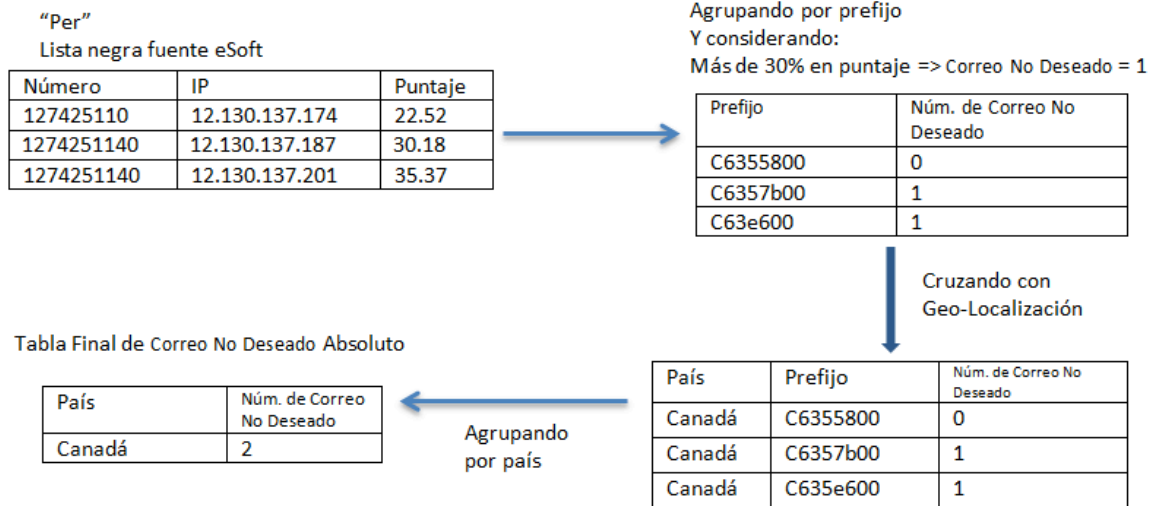 “Per”
Lista negra fuente eSoft
Número IP Puntaje
127425110 12.130.137.174 22.52
1274251140 12.130.137.187 30.18
1274251140 12.130.137.201 35.37
Agrupando por prefijo
Y considerando:
Más de 30% en puntaje => Correo No Deseado = 1
Prefijo Núm. de Correo No
Deseado
C6355800 0
C6357b00 1
C63e600 1
Cruzando con
Geo-Localización
País Prefijo Núm. de Correo No
Deseado
Canadá C6355800 0
Canadá C6357b00 1
Canadá C635e600 1
Agrupando
por país
Tabla Final de Correo No Deseado Absoluto
País Núm. de Correo
No Deseado
Canadá 2